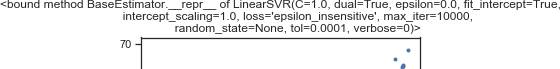 <bound method BaseEstimator.__repr__ of LinearSVR(C=1.0, dual=True, epsilon=0.0, fit_intercept=True,
intercept_scaling=1.0, loss='epsilon_insensitive', max_iter=10000,
random_state=None, tol=0.0001, verbose=0)>
70